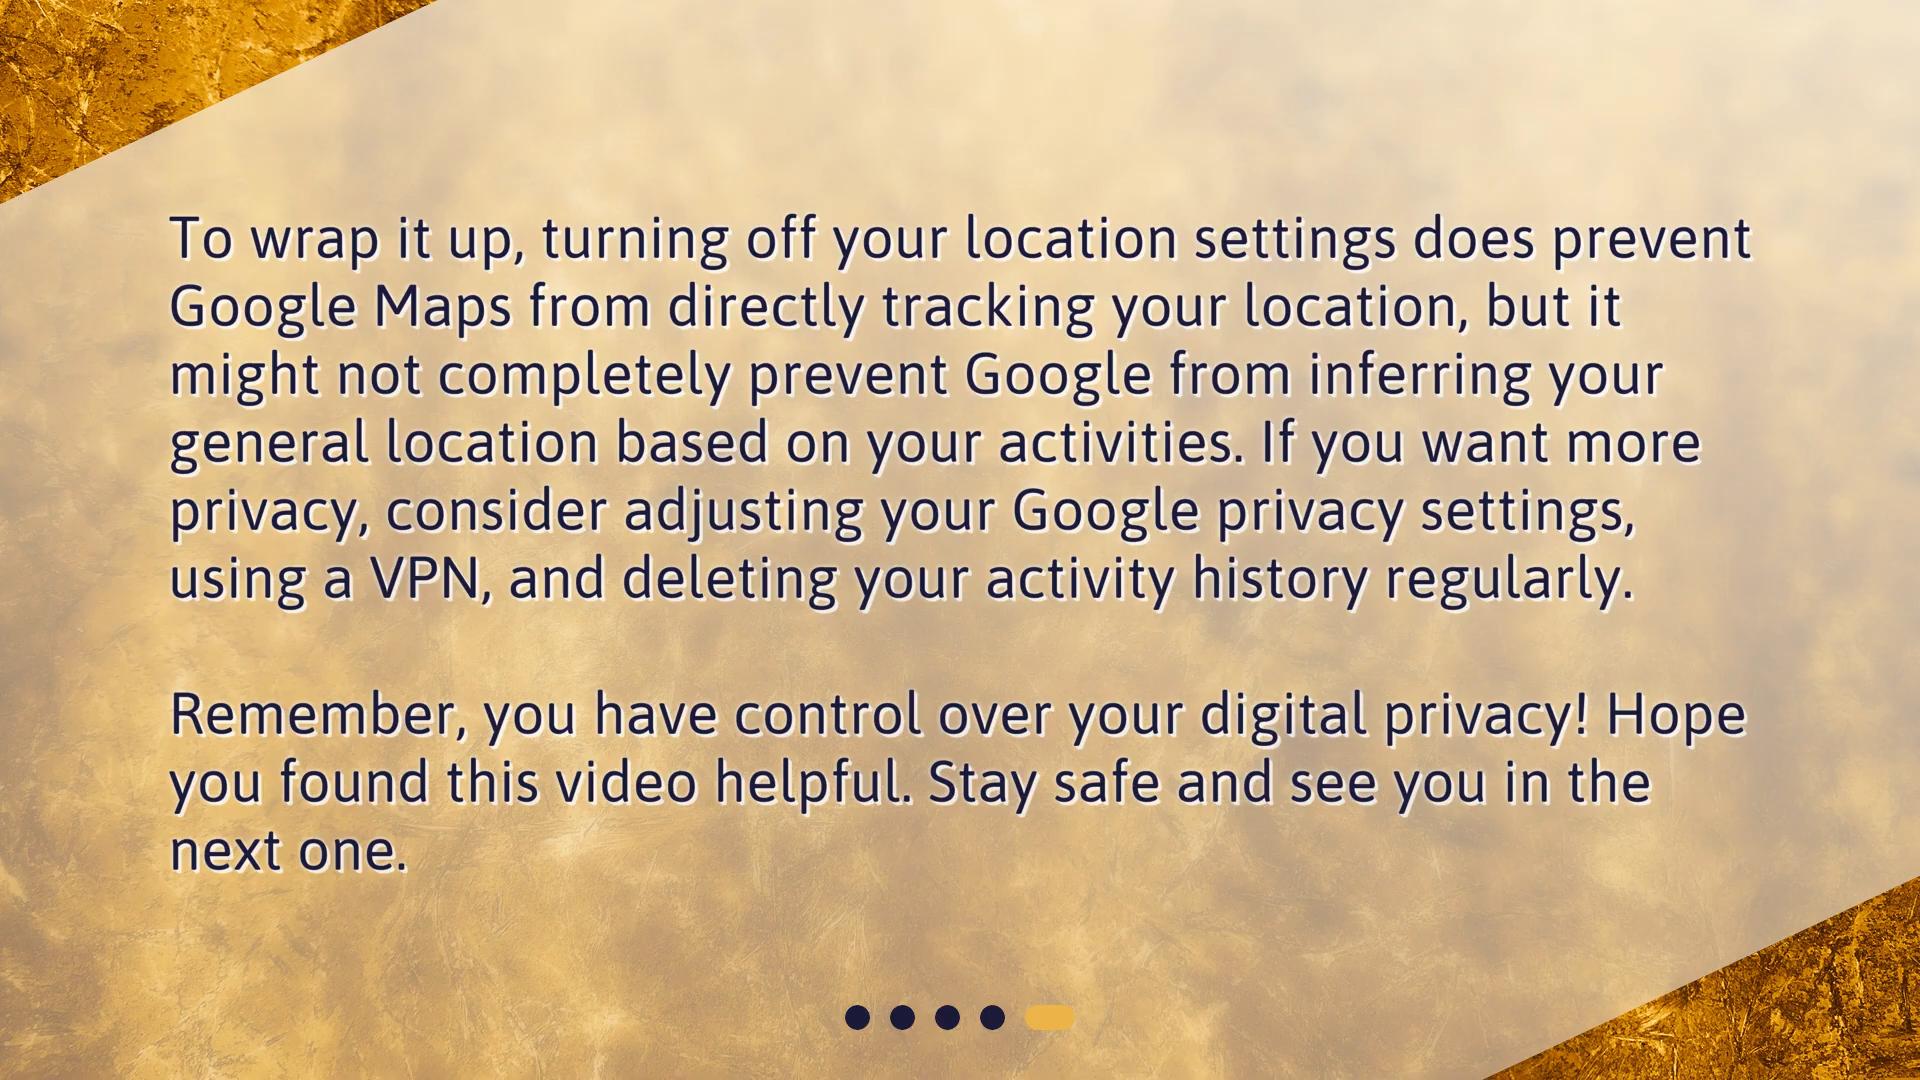 To wrap it up, turning off your location settings does prevent
Google Maps from directly tracking your location, but it
might not completely prevent Google from inferring your
general location based on your activities. If you want more
privacy, consider adjusting your Google privacy settings,
using a VPN, and deleting your activity history regularly.
Remember, you have control over your digital privacy! Hope
you found this video helpful. Stay safe and see you in the
next one.